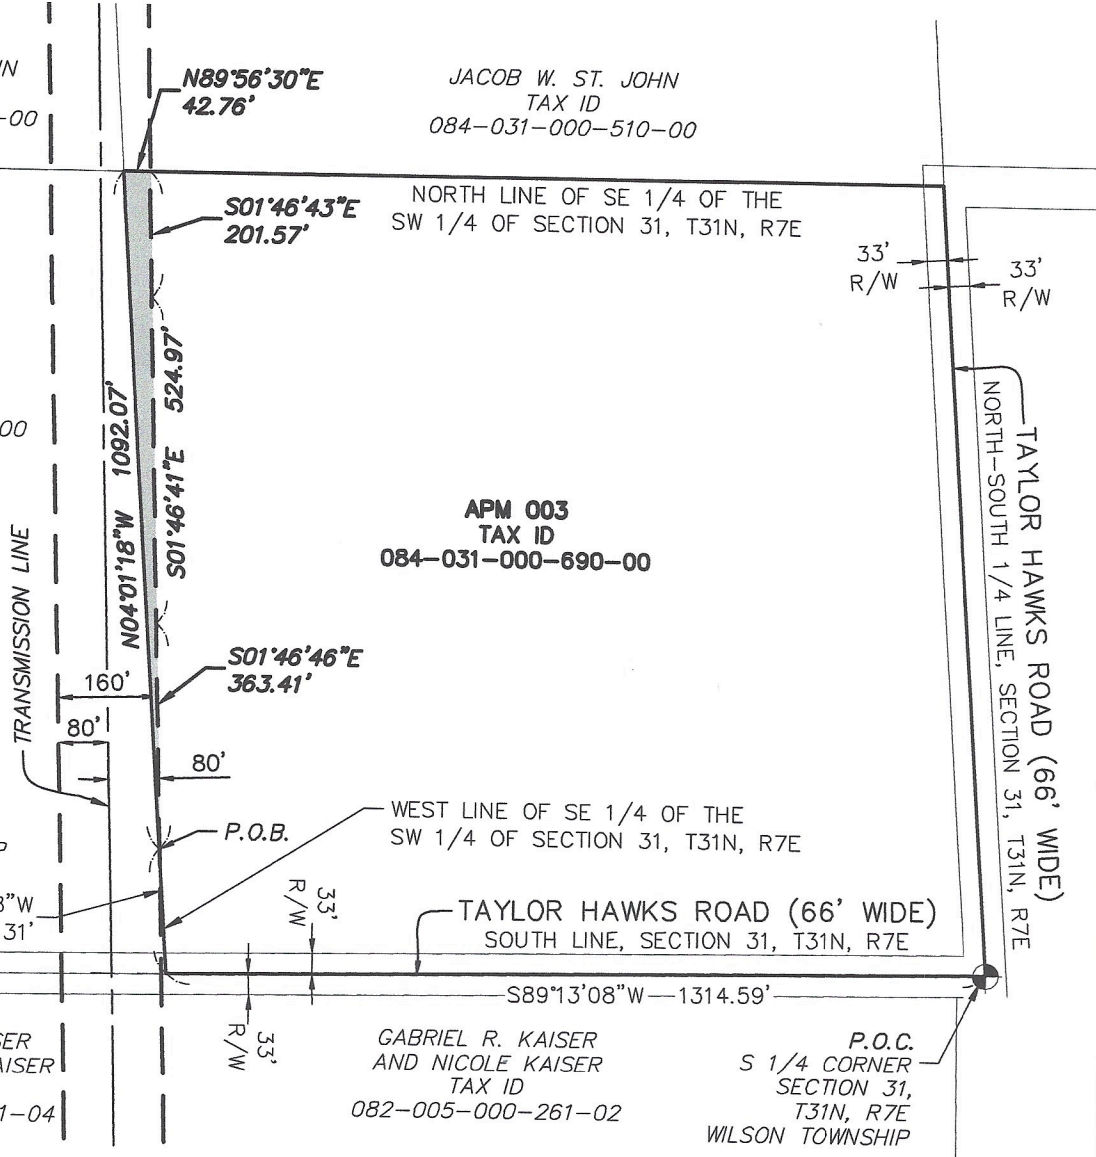 N89°56'30"E
42.76'
JACOB W. ST. JOHN
TAX ID
084-031-000-510-00
-00
NORTH LINE OF SE 1/4 OF THE
SW 1/4 OF SECTION 31, T31N, R7E
S01°46'43"E
201.57'
33'
R/W
33'
R/W
524.97'
S01°46'41"E
1092.07'
N04°01'18"W
00
APM 003
TAX ID
084-031-000-690-00
TAYLOR HAWKS ROAD (66' WIDE)
NORTH-SOUTH 1/4 LINE, SECTION 31, T31N, R7E
TRANSMISSION LINE
S01°46'46"E
363.41'
160'
80'
80'
P.O.B.
WEST LINE OF SE 1/4 OF THE
SW 1/4 OF SECTION 31, T31N, R7E
"W
31'
33'
R/W
TAYLOR HAWKS ROAD (66' WIDE)
SOUTH LINE, SECTION 31, T31N, R7E
S89°13'08"W 1314.59'
33'
R/W
GABRIEL R. KAISER
AND NICOLE KAISER
TAX ID
082-005-000-261-02
P.O.C.
S 1/4 CORNER
SECTION 31,
T31N, R7E
WILSON TOWNSHIP
1-04